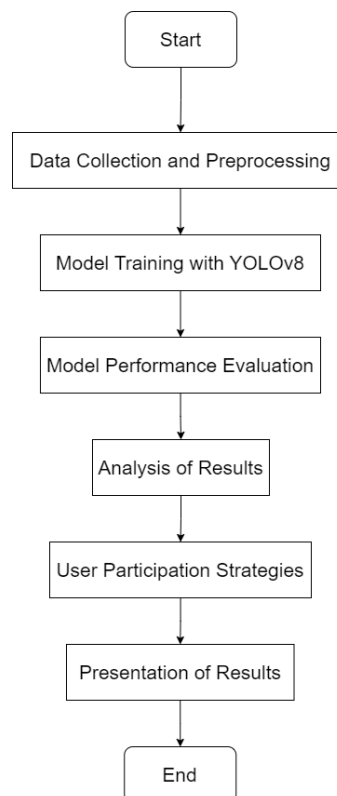 Start
Data Collection and Preprocessing
Model Training with YOLOv8
Model Performance Evaluation
Analysis of Results
User Participation Strategies
Presentation of Results
End